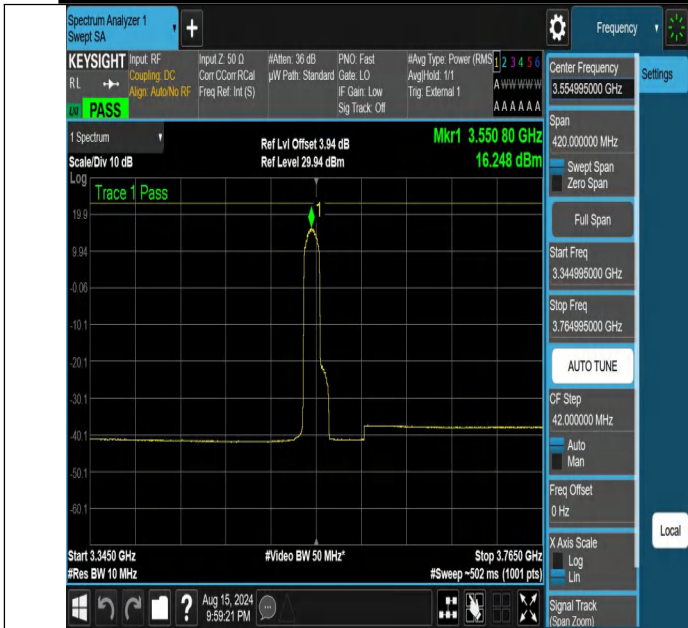 Spectrum Analyzer 1
Swept SA
+
Frequency
KEYSIGHT
RL
LXI
PASS
Input: RF
Coupling: DC
Align: Auto/No RF
Input Z: 50 Ω
Corr CCorr RCal
Freq Ref: Int (S)
#Atten: 36 dB
µW Path: Standard
PNO: Fast
Gate: LO
IF Gain: Low
Sig Track: Off
#Avg Type: Power (RMS
Avg|Hold: 1/1
Trig: External 1
1 2 3 4 5 6
A W W W W W
A A A A A A
Center Frequency
3.554995000 GHz
Settings
Span
420.000000 MHz
Swept Span
Zero Span
Full Span
Start Freq
3.344995000 GHz
Stop Freq
3.764995000 GHz
AUTO TUNE
CF Step
42.000000 MHz
Auto
Man
Freq Offset
0 Hz
X Axis Scale
Log
Lin
Local
Signal Track
(Span Zoom)
1 Spectrum
Scale/Div 10 dB
Ref Lvl Offset 3.94 dB
Ref Level 29.94 dBm
Mkr1 3.550 80 GHz
16.248 dBm
Log
Trace 1 Pass
1
19.9
9.94
-0.06
-10.1
-20.1
-30.1
-40.1
-50.1
-60.1
Start 3.3450 GHz
#Res BW 10 MHz
#Video BW 50 MHz*
Stop 3.7650 GHz
#Sweep ~502 ms (1001 pts)
?
Aug 15, 2024
9:59:21 PM